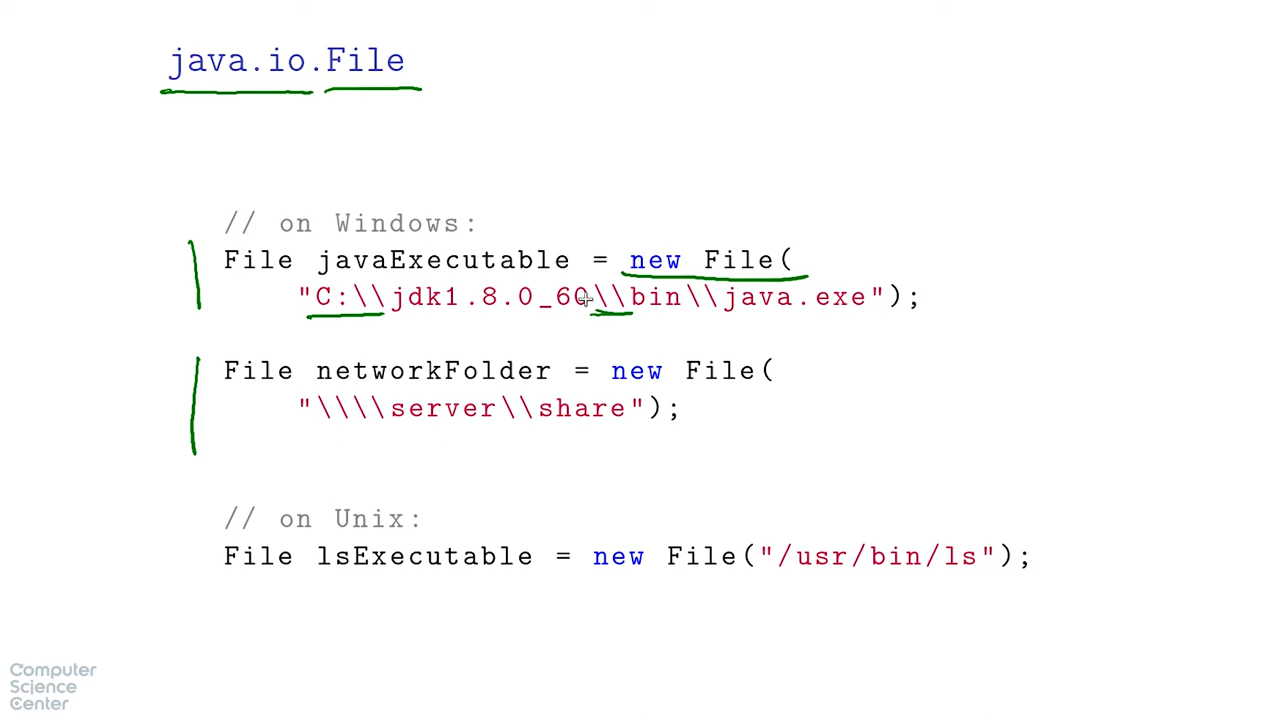 java.io.File
// on Windows:
File javaExecutable = new File(
"C:\\jdk1.8.0_60\\bin\\java.exe");
File networkFolder = new File(
"\\\\server\\share");
// on Unix:
File lsExecutable = new File("/usr/bin/ls");
Computer
Science
Center